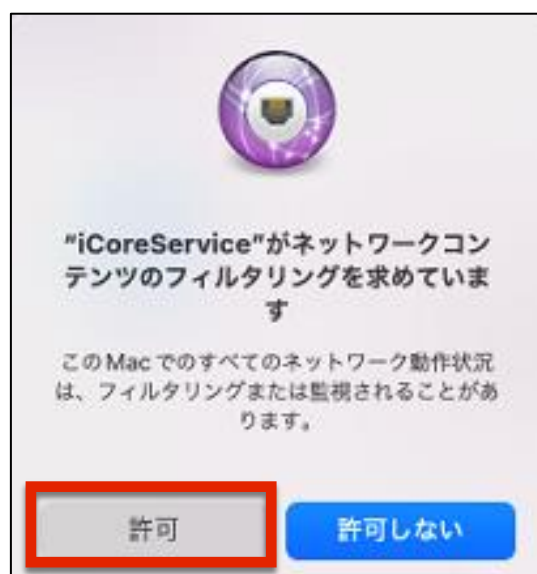 "iCoreService"がネットワークコン
テンツのフィルタリングを求めていま
す
このMacでのすべてのネットワーク動作状況
は、フィルタリングまたは監視されることがあ
ります。
許可
許可しない